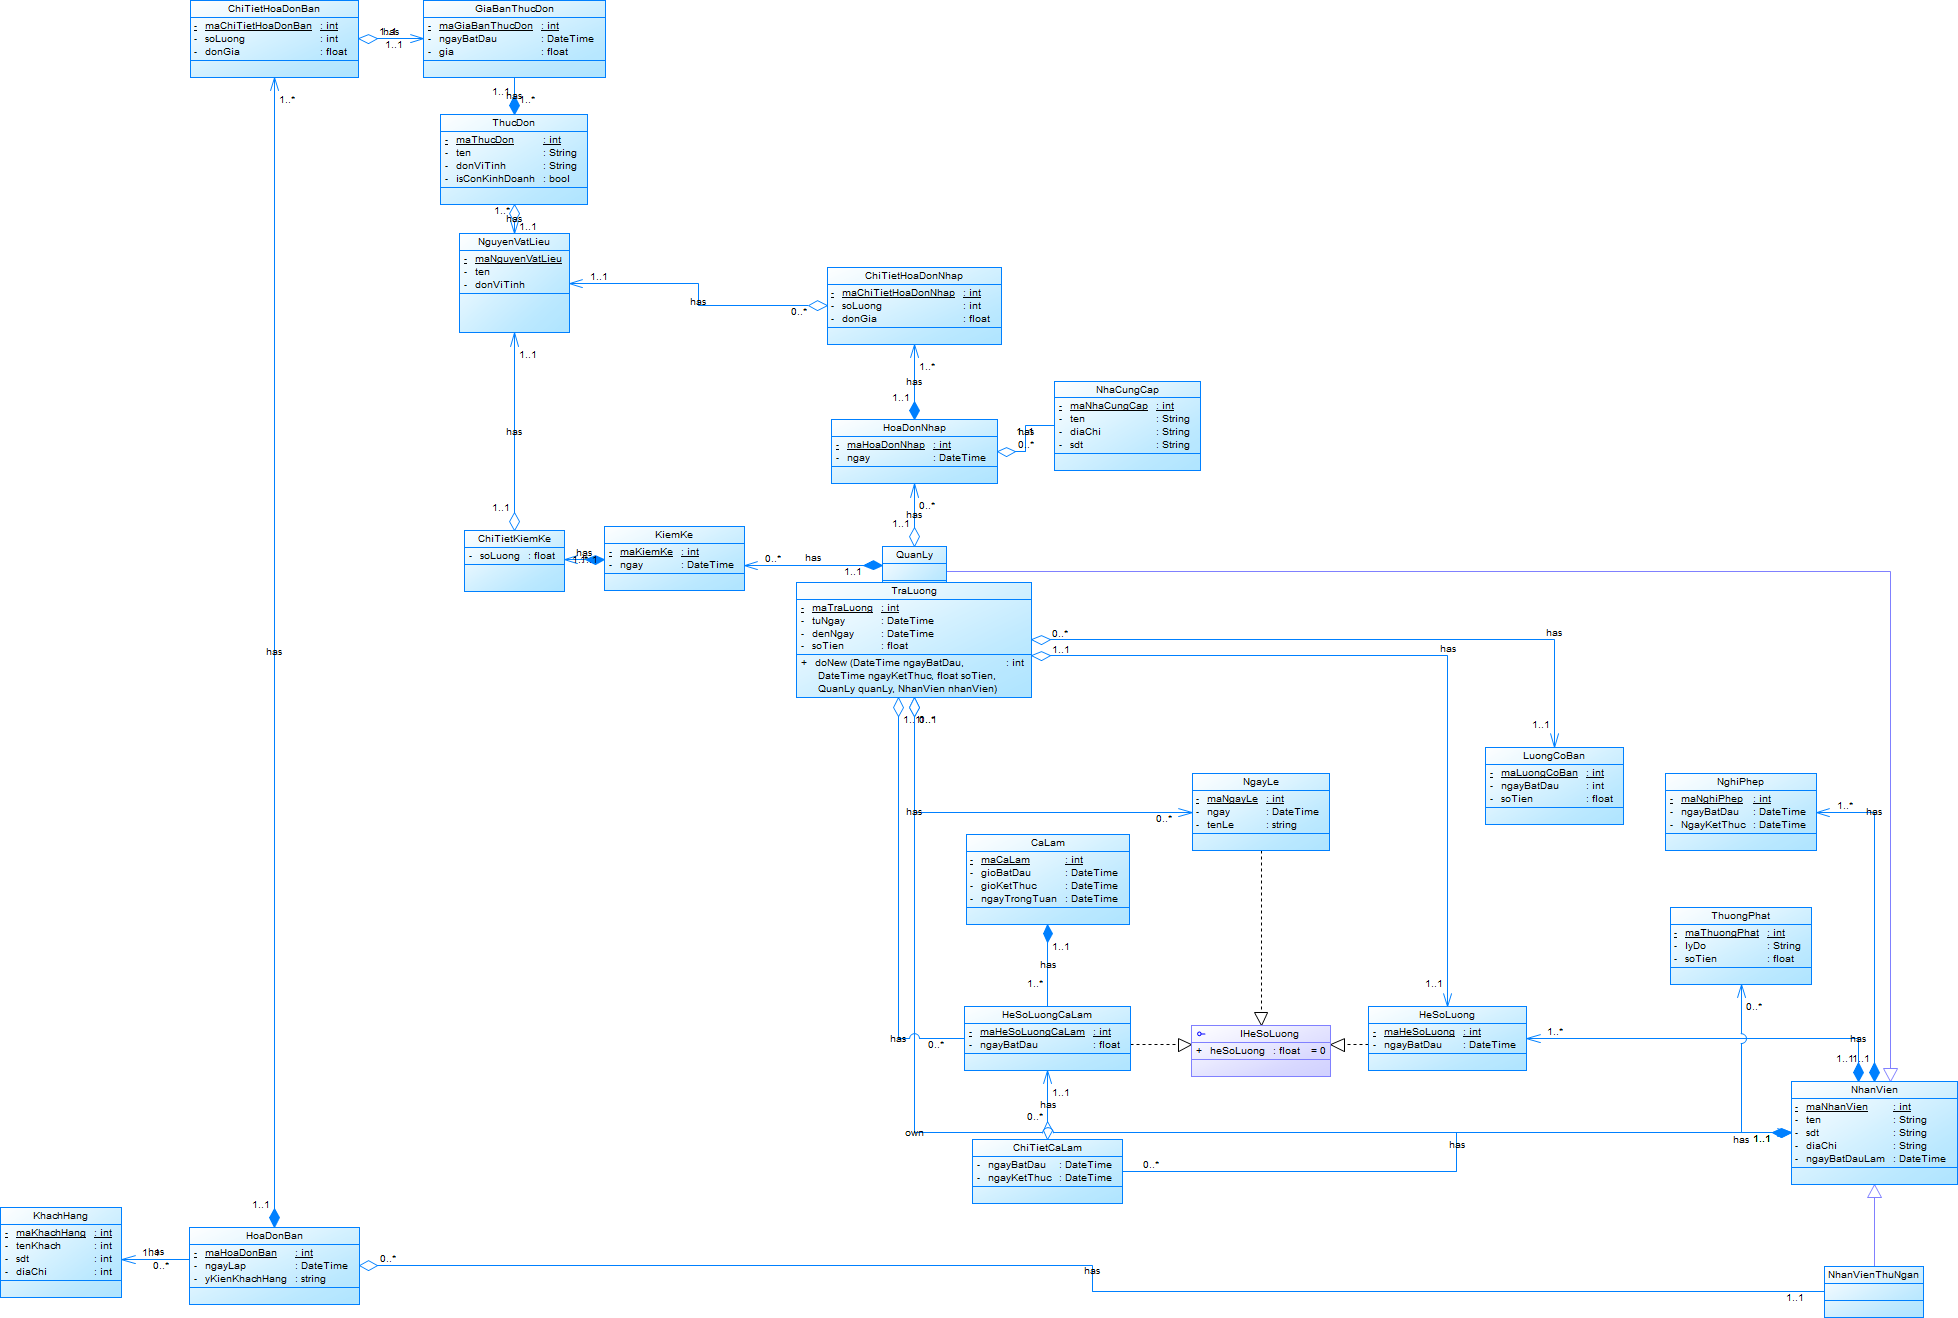 ChiTietHoaDonBan
- maChiTietHoaDonBan : int
- soLuong : int
- donGia : float
has
1..1
GiaBanThucDon
- maGiaBanThucDon : int
- ngayBatDau : DateTime
- gia : float
1..*
1..1
has
1..*
ThucDon
- maThucDon : int
- ten : String
- donViTinh : String
- isConKinhDoanh : bool
1..*
has
1..1
NguyenVatLieu
- maNguyenVatLieu
- ten
- donViTinh
1..1
has
0..*
ChiTietHoaDonNhap
- maChiTietHoaDonNhap : int
- soLuong : int
- donGia : float
1..1
1..*
has
1..1
NhaCungCap
- maNhaCungCap : int
- ten : String
- diaChi : String
- sdt : String
has
HoaDonNhap
- maHoaDonNhap : int
- ngay : DateTime
has
0..*
0..*
has
1..1
1..1
ChiTietKiemKe
- soLuong : float
has
KiemKe
- maKiemKe : int
- ngay : DateTime
0..*
has
1..1
QuanLy
TraLuong
- maTraLuong : int
- tuNgay : DateTime
- denNgay : DateTime
- soTien : float
+ doNew (DateTime ngayBatDau, : int
DateTime ngayKetThuc, float soTien,
QuanLy quanLy, NhanVien nhanVien)
0..*
has
1..1
has
has
1..1
LuongCoBan
- maLuongCoBan : int
- ngayBatDau : int
- soTien : float
NgayLe
- maNgayLe : int
- ngay : DateTime
- tenLe : string
has
0..*
NghiPhep
- maNghiPhep : int
- ngayBatDau : DateTime
- NgayKetThuc : DateTime
1..*
has
CaLam
- maCaLam : int
- gioBatDau : DateTime
- gioKetThuc : DateTime
- ngayTrongTuan : DateTime
1..1
has
1..*
ThuongPhat
- maThuongPhat : int
- lyDo : String
- soTien : float
0..*
1..1
HeSoLuongCaLam
- maHeSoLuongCaLam : int
- ngayBatDau : float
has
0..*
IHeSoLuong
+ heSoLuong : float = 0
HeSoLuong
- maHeSoLuong : int
- ngayBatDau : DateTime
1..*
has
1..1
has
0..*
NhanVien
- maNhanVien : int
- ten : String
- sdt : String
- diaChi : String
- ngayBatDauLam : DateTime
own
has
has
1..1
ChiTietCaLam
- ngayBatDau : DateTime
- ngayKetThuc : DateTime
0..*
1..1
KhachHang
- maKhachHang : int
- tenKhach : int
- sdt : int
- diaChi : int
has
0..*
HoaDonBan
- maHoaDonBan : int
- ngayLap : DateTime
- yKienKhachHang : string
0..*
has
1..1
NhanVienThuNgan